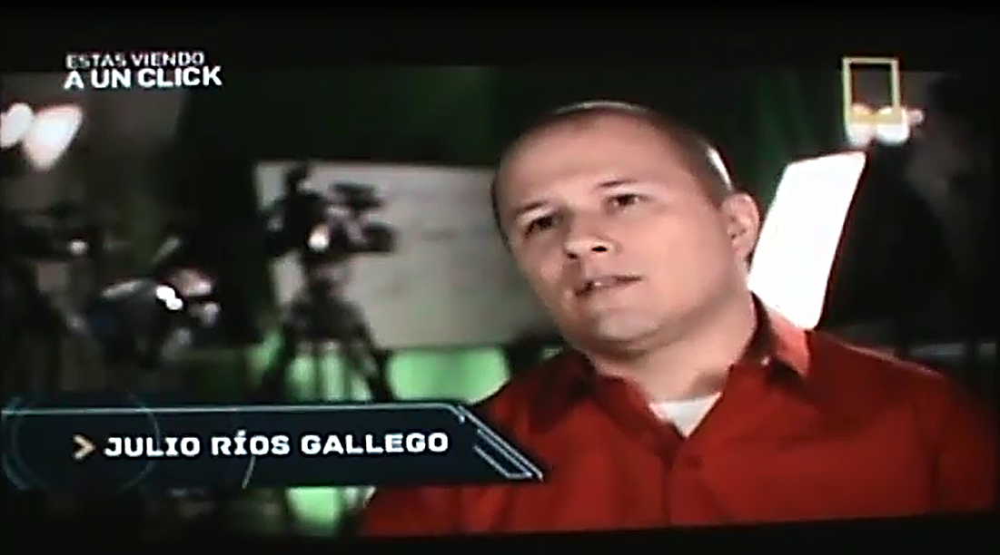 ESTAS VIENDO
A UN CLICK
JULIO RÍOS GALLEGO